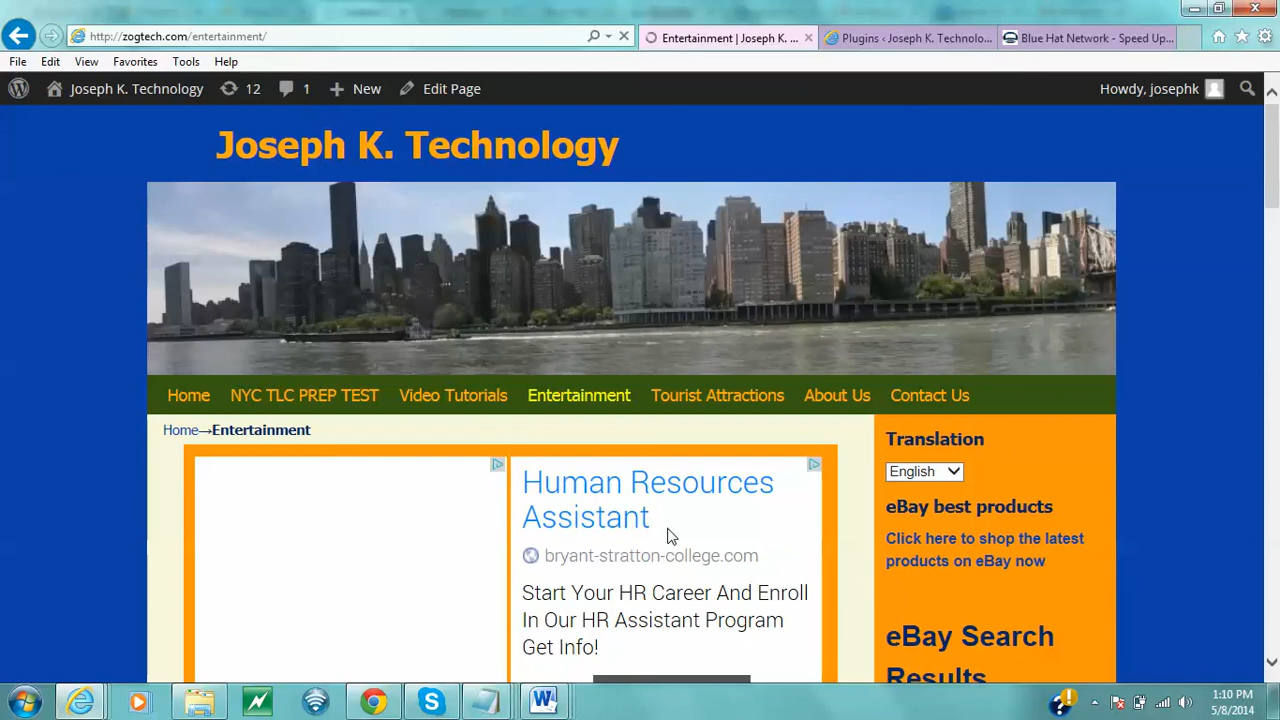 http://zogtech.com/entertainment/
Entertainment | Joseph K. ...
Plugins ‹ Joseph K. Technolo...
Blue Hat Network - Speed Up...
File Edit View Favorites Tools Help
Joseph K. Technology 12 1 New Edit Page Howdy, josephk
Joseph K. Technology
Home NYC TLC PREP TEST Video Tutorials Entertainment Tourist Attractions About Us Contact Us
Home→Entertainment
Human Resources
Assistant
bryant-stratton-college.com
Start Your HR Career And Enroll
In Our HR Assistant Program
Get Info!
Translation
English
eBay best products
Click here to shop the latest
products on eBay now
eBay Search
Results
1:10 PM
5/8/2014